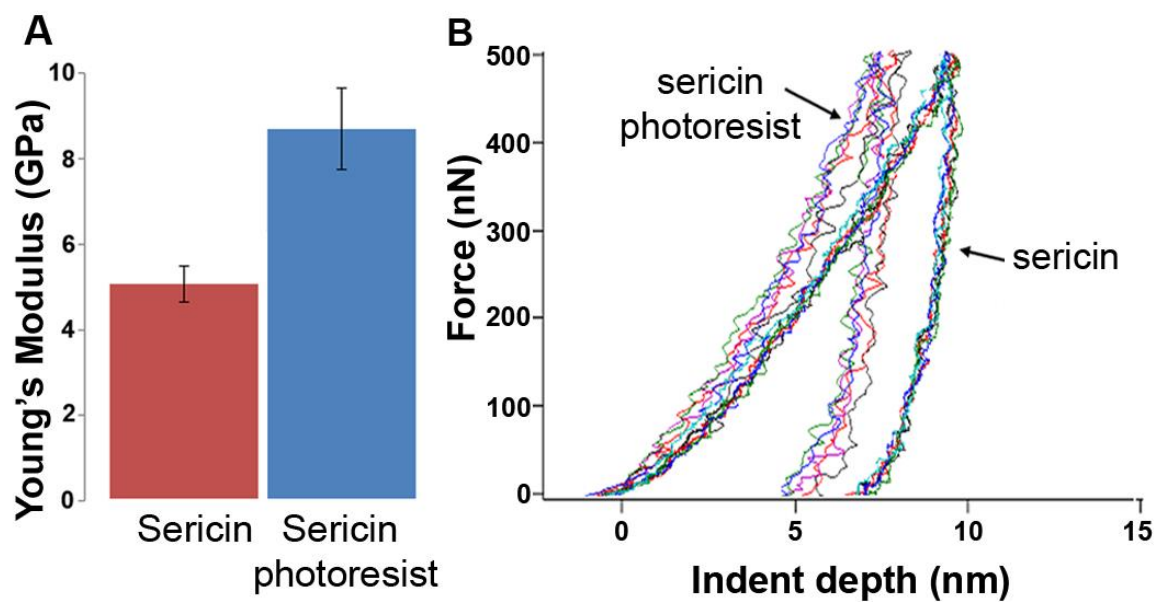 A
Young's Modulus (GPa)
10
8
6
4
2
0
Sericin
Sericin
photoresist
B
Force (nN)
500
400
300
200
100
0
sericin
photoresist
sericin
0 5 10 15
Indent depth (nm)